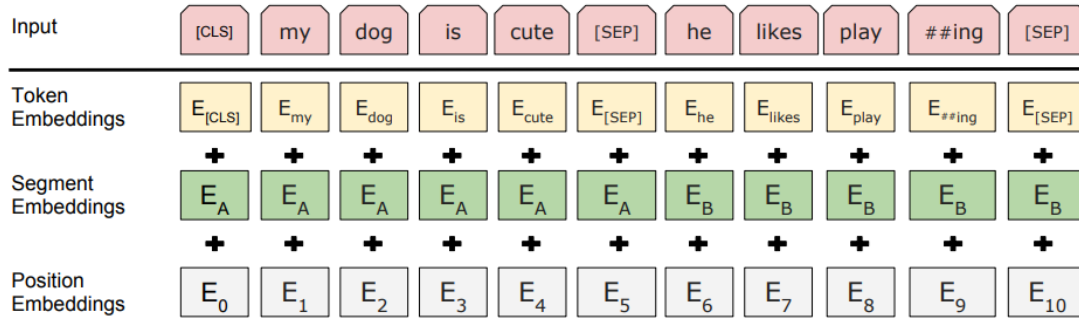 Input [CLS] my dog is cute [SEP] he likes play ##ing [SEP]
Token
Embeddings E[CLS] Emy Edog Eis Ecute E[SEP] Ehe Elikes Eplay E##ing E[SEP]
+ + + + + + + + + + +
Segment
Embeddings EA EA EA EA EA EA EB EB EB EB EB
+ + + + + + + + + + +
Position
Embeddings E0 E1 E2 E3 E4 E5 E6 E7 E8 E9 E10